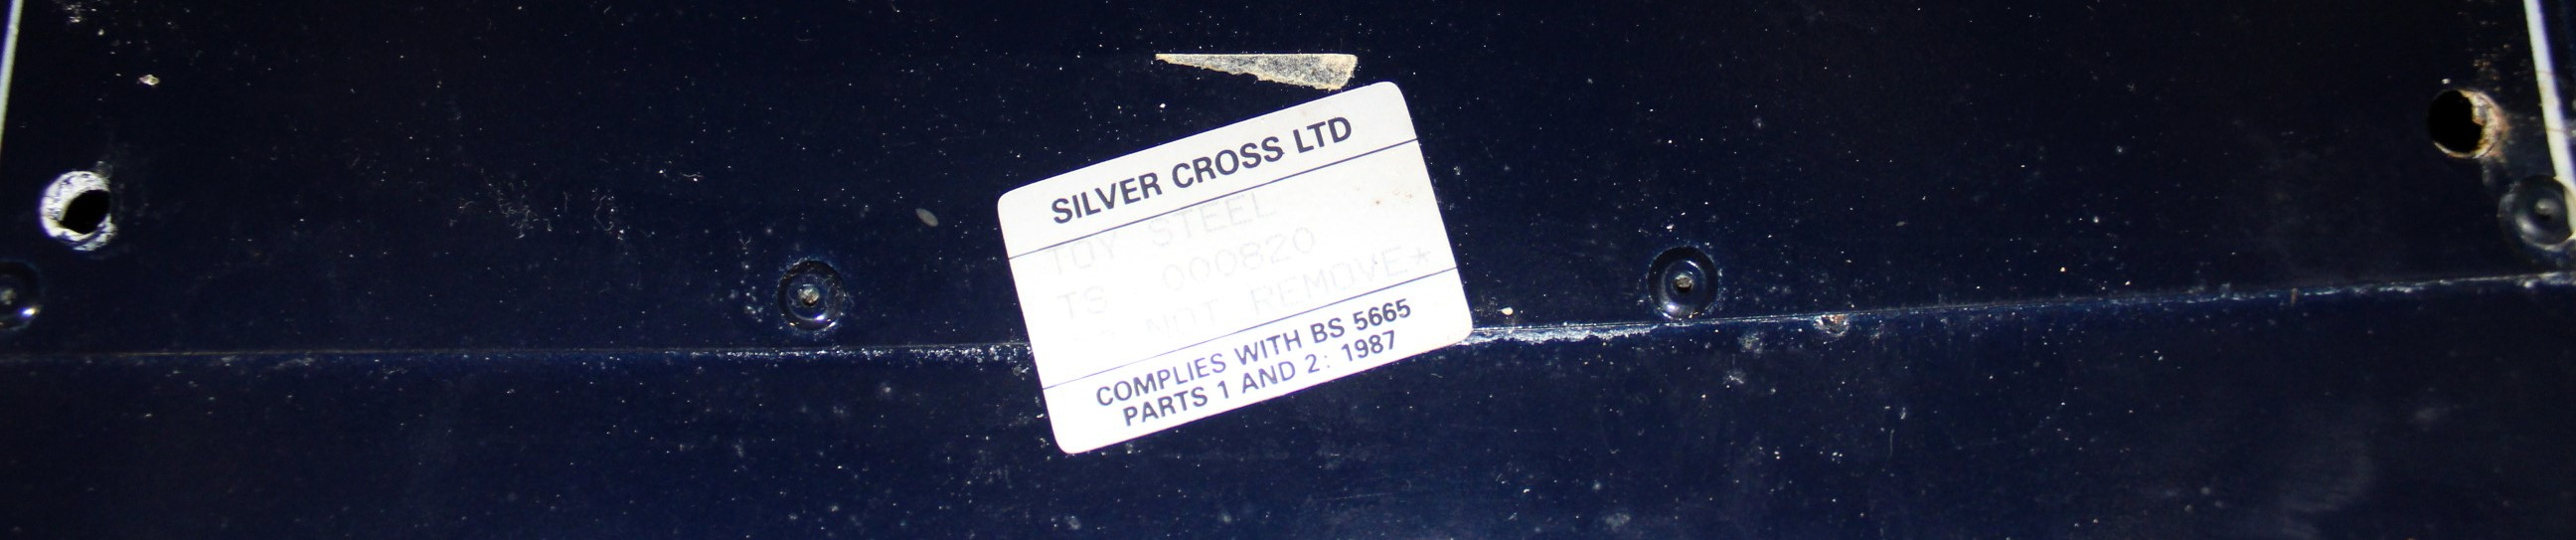 SILVER CROSS LTD
TOY STEEL
TS 000820
NOT REMOVE*
COMPLIES WITH BS 5665
PARTS 1 AND 2: 1987